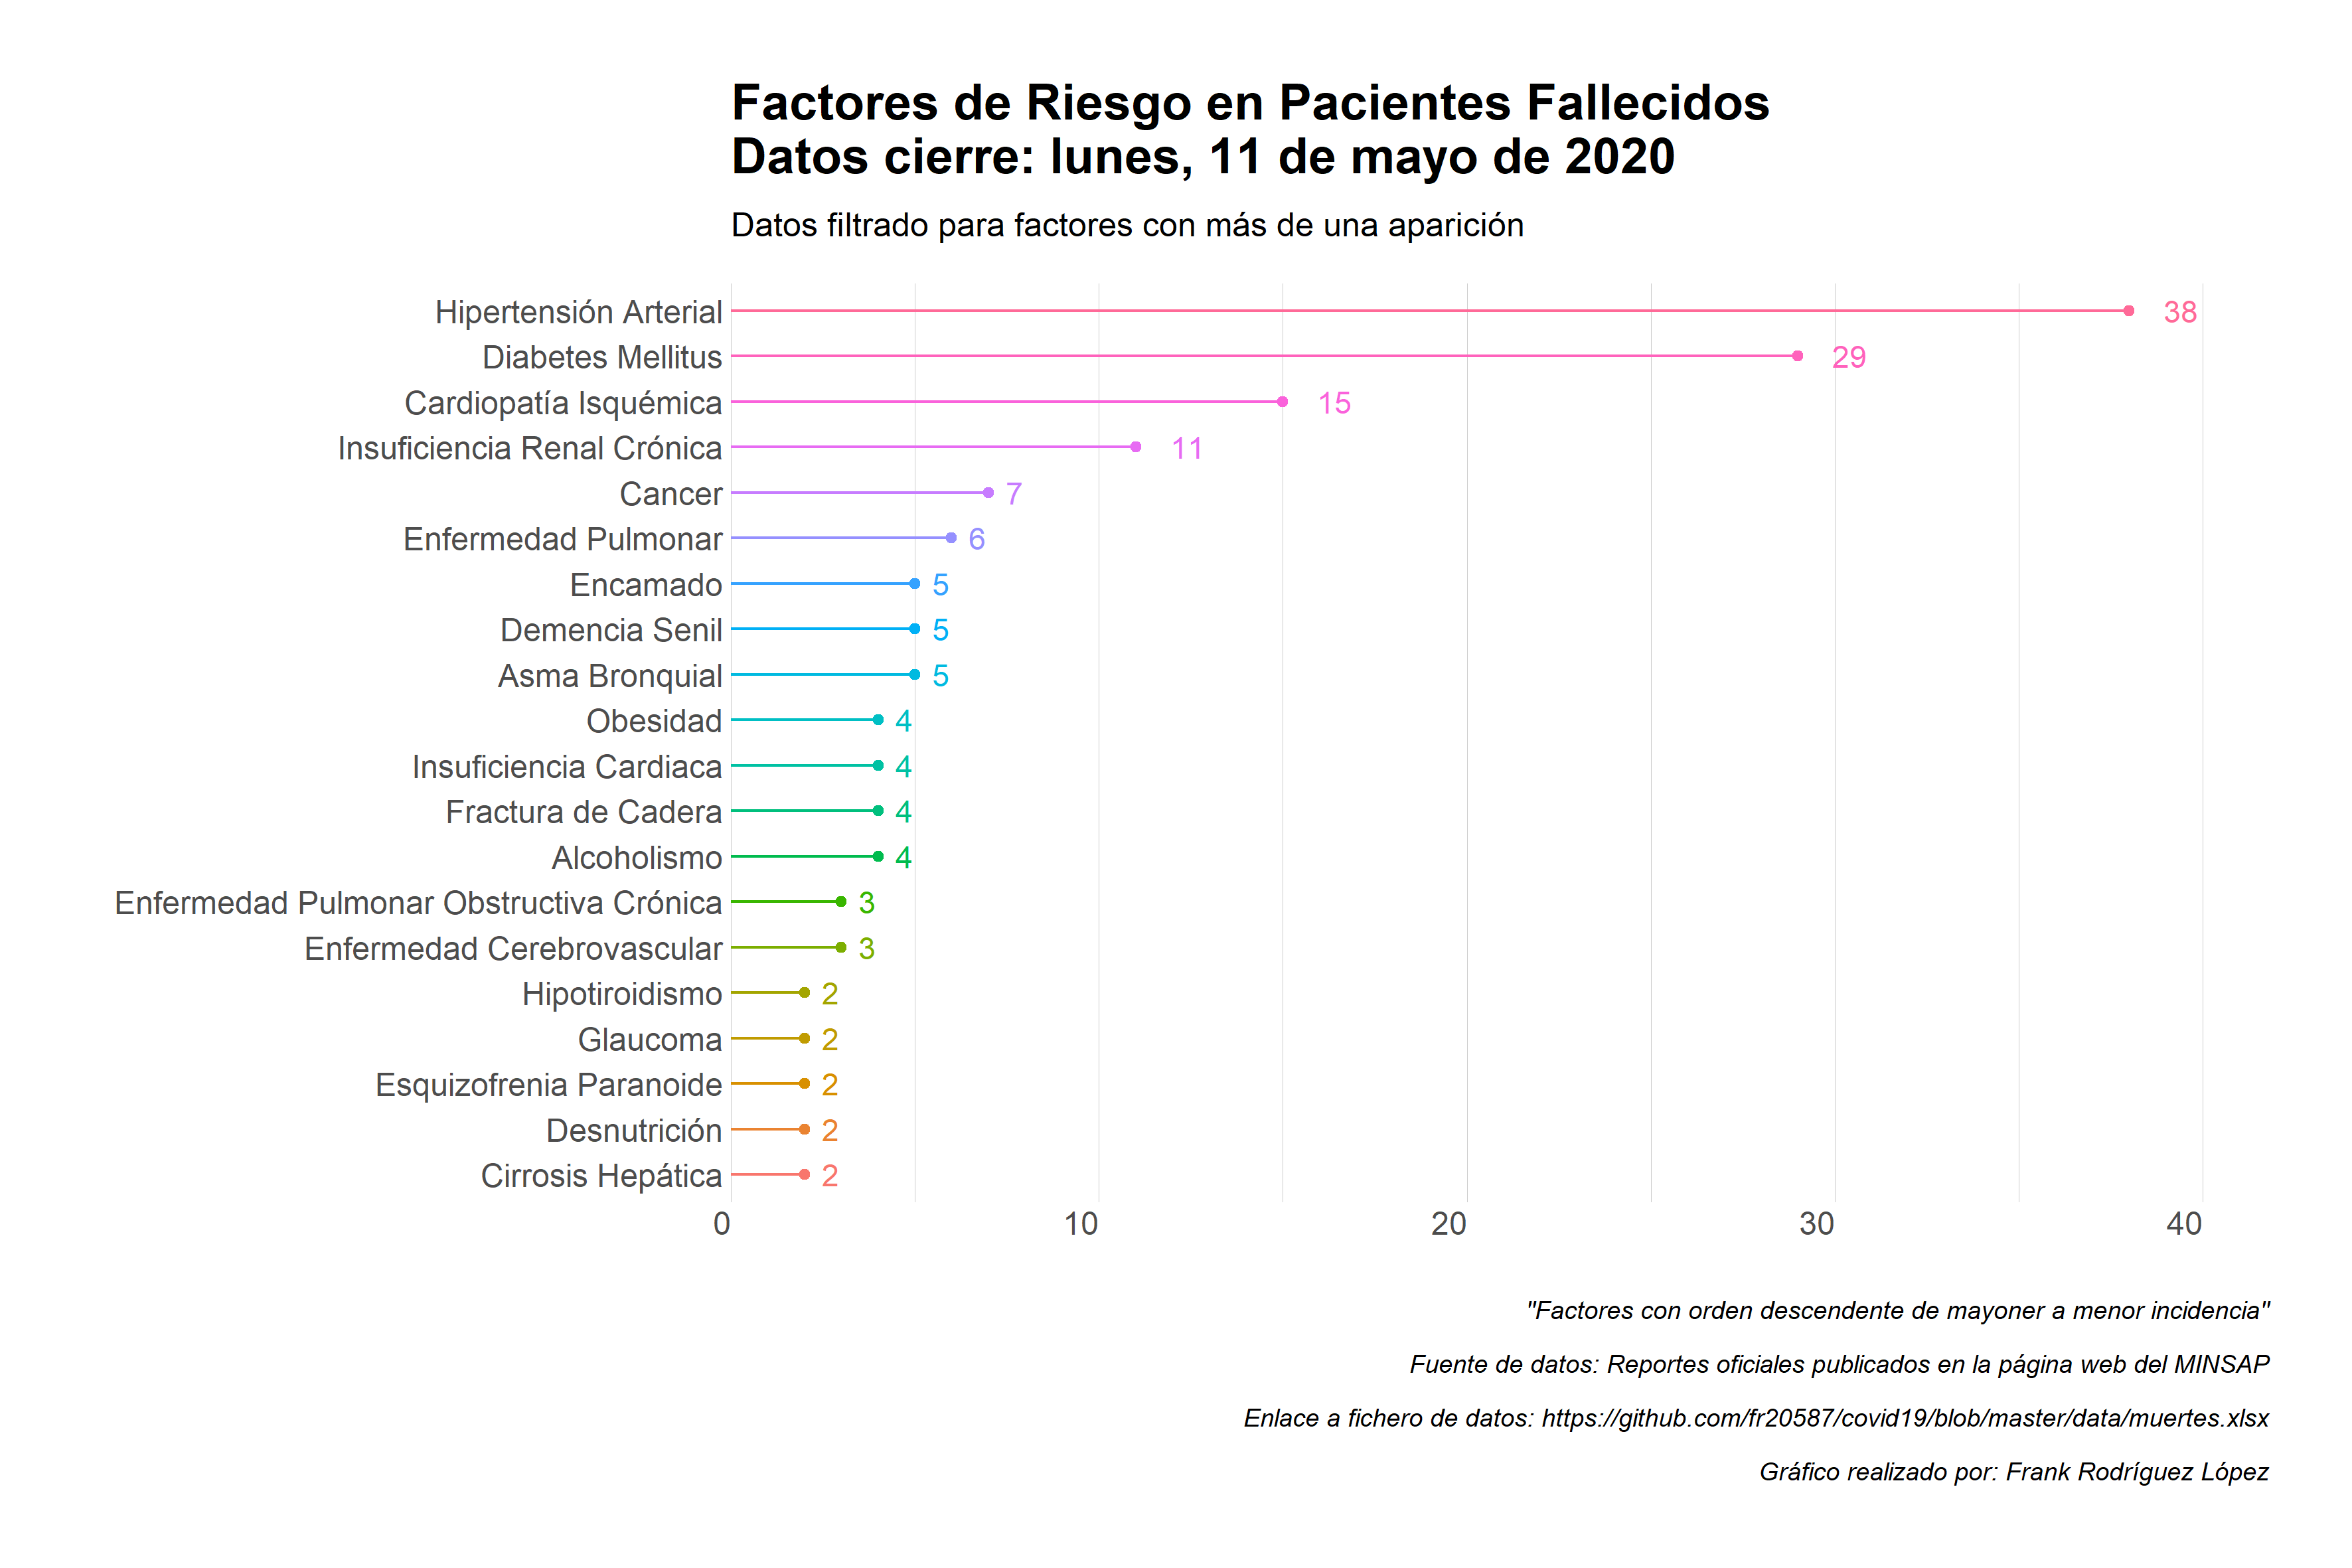 Factores de Riesgo en Pacientes Fallecidos
Datos cierre: lunes, 11 de mayo de 2020
Datos filtrado para factores con más de una aparición
Hipertensión Arterial 38
Diabetes Mellitus 29
Cardiopatía Isquémica 15
Insuficiencia Renal Crónica 11
Cancer 7
Enfermedad Pulmonar 6
Encamado 5
Demencia Senil 5
Asma Bronquial 5
Obesidad 4
Insuficiencia Cardiaca 4
Fractura de Cadera 4
Alcoholismo 4
Enfermedad Pulmonar Obstructiva Crónica 3
Enfermedad Cerebrovascular 3
Hipotiroidismo 2
Glaucoma 2
Esquizofrenia Paranoide 2
Desnutrición 2
Cirrosis Hepática 2
0 10 20 30 40
"Factores con orden descendente de mayoner a menor incidencia"
Fuente de datos: Reportes oficiales publicados en la página web del MINSAP
Enlace a fichero de datos: https://github.com/fr20587/covid19/blob/master/data/muertes.xlsx
Gráfico realizado por: Frank Rodríguez López